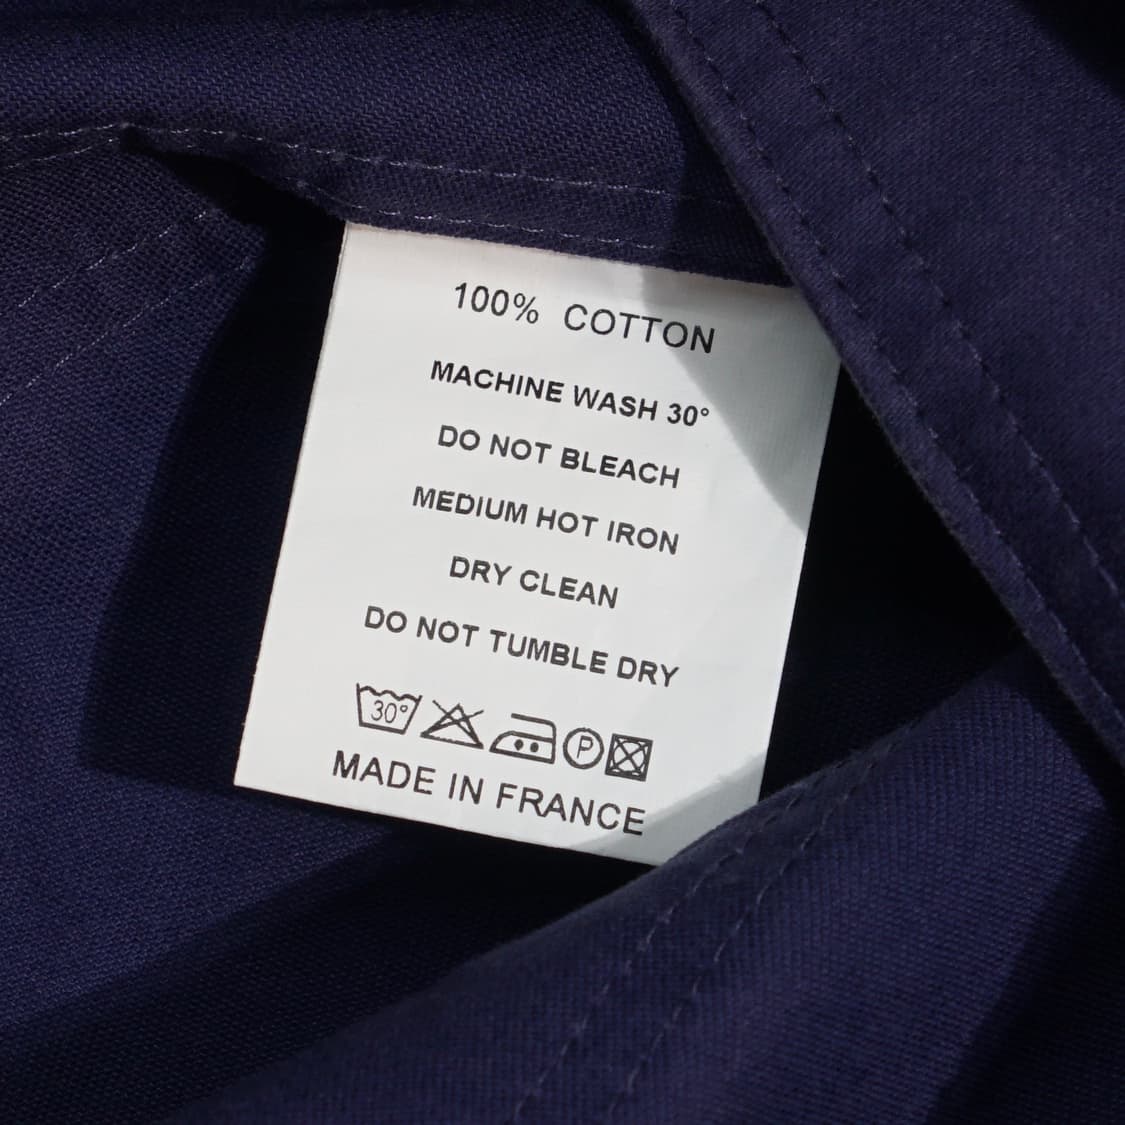 100% COTTON
MACHINE WASH 30°
DO NOT BLEACH
MEDIUM HOT IRON
DRY CLEAN
DO NOT TUMBLE DRY
30° P
MADE IN FRANCE